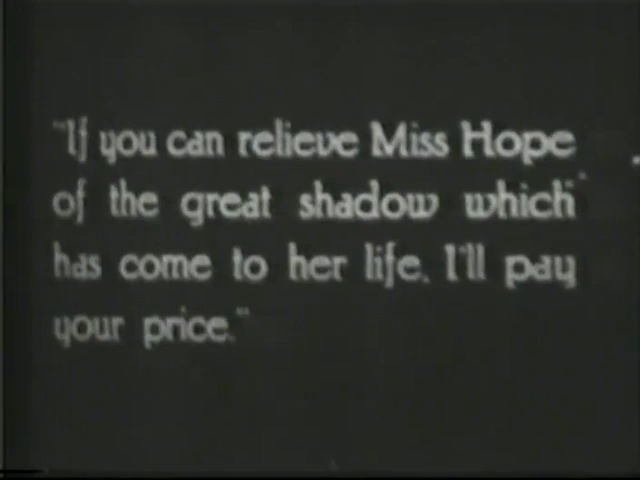 "If you can relieve Miss Hope
of the great shadow which
has come to her life, I'll pay
your price."